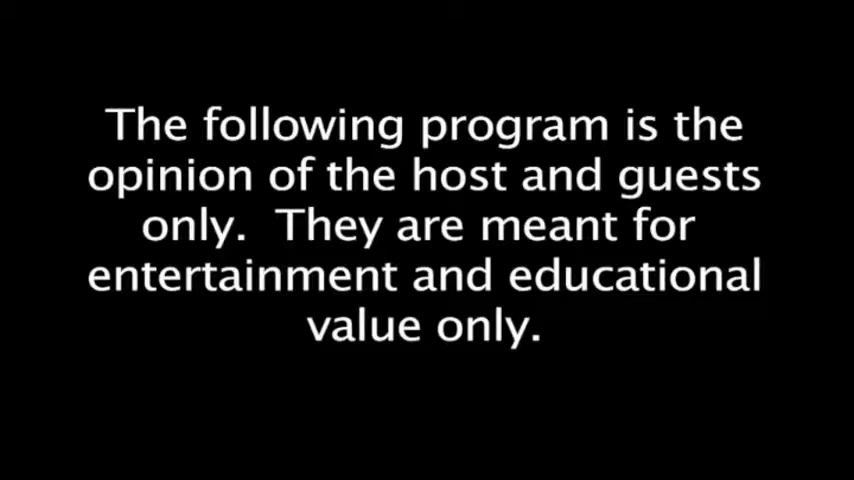 The following program is the
opinion of the host and guests
only.  They are meant for
entertainment and educational
value only.